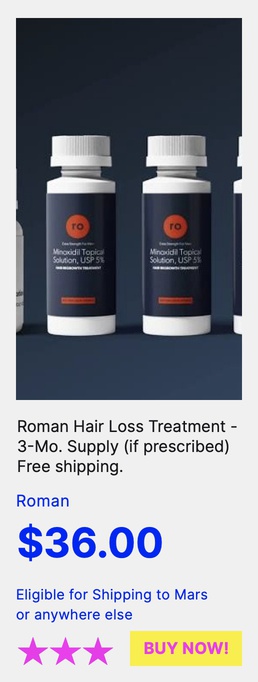 ro
Extra Strength For Men
Minoxidil Topical
Solution, USP 5%
HAIR REGROWTH TREATMENT
ro
Extra Strength For Men
Minoxidil Topical
Solution, USP 5%
HAIR REGROWTH TREATMENT
Roman Hair Loss Treatment -
3-Mo. Supply (if prescribed)
Free shipping.
Roman
$36.00
Eligible for Shipping to Mars
or anywhere else
BUY NOW!